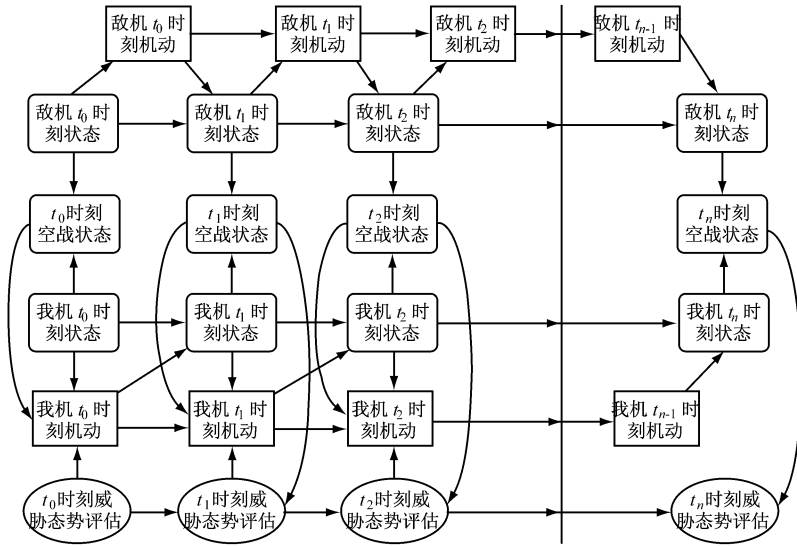 敌机 t0 时
刻机动
敌机 t1 时
刻机动
敌机 t2 时
刻机动
敌机 tn-1 时
刻机动
敌机 t0 时
刻状态
敌机 t1 时
刻状态
敌机 t2 时
刻状态
敌机 tn 时
刻状态
t0时刻
空战状态
t1时刻
空战状态
t2时刻
空战状态
tn时刻
空战状态
我机 t0 时
刻状态
我机 t1 时
刻状态
我机 t2 时
刻状态
我机 tn 时
刻状态
我机 t0 时
刻机动
我机 t1 时
刻机动
我机 t2 时
刻机动
我机 tn-1 时
刻机动
t0时刻威
胁态势评估
t1时刻威
胁态势评估
t2时刻威
胁态势评估
tn时刻威
胁态势评估